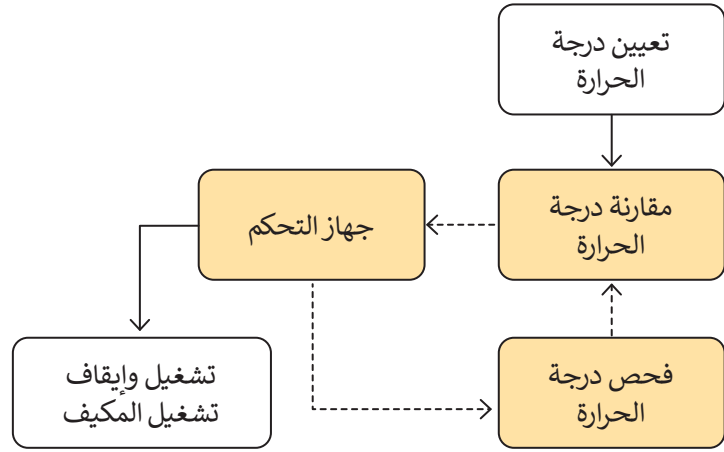 تعيين درجة
الحرارة
مقارنة درجة
الحرارة
جهاز التحكم
فحص درجة
الحرارة
تشغيل وإيقاف
تشغيل المكيف